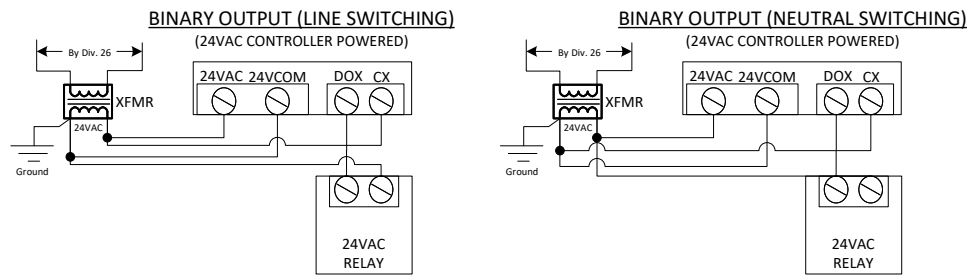 BINARY OUTPUT (LINE SWITCHING)
(24VAC CONTROLLER POWERED)
By Div. 26
24VAC 24VCOM DOX CX
XFMR
24VAC
Ground
24VAC
RELAY
BINARY OUTPUT (NEUTRAL SWITCHING)
(24VAC CONTROLLER POWERED)
By Div. 26
24VAC 24VCOM DOX CX
XFMR
24VAC
Ground
24VAC
RELAY